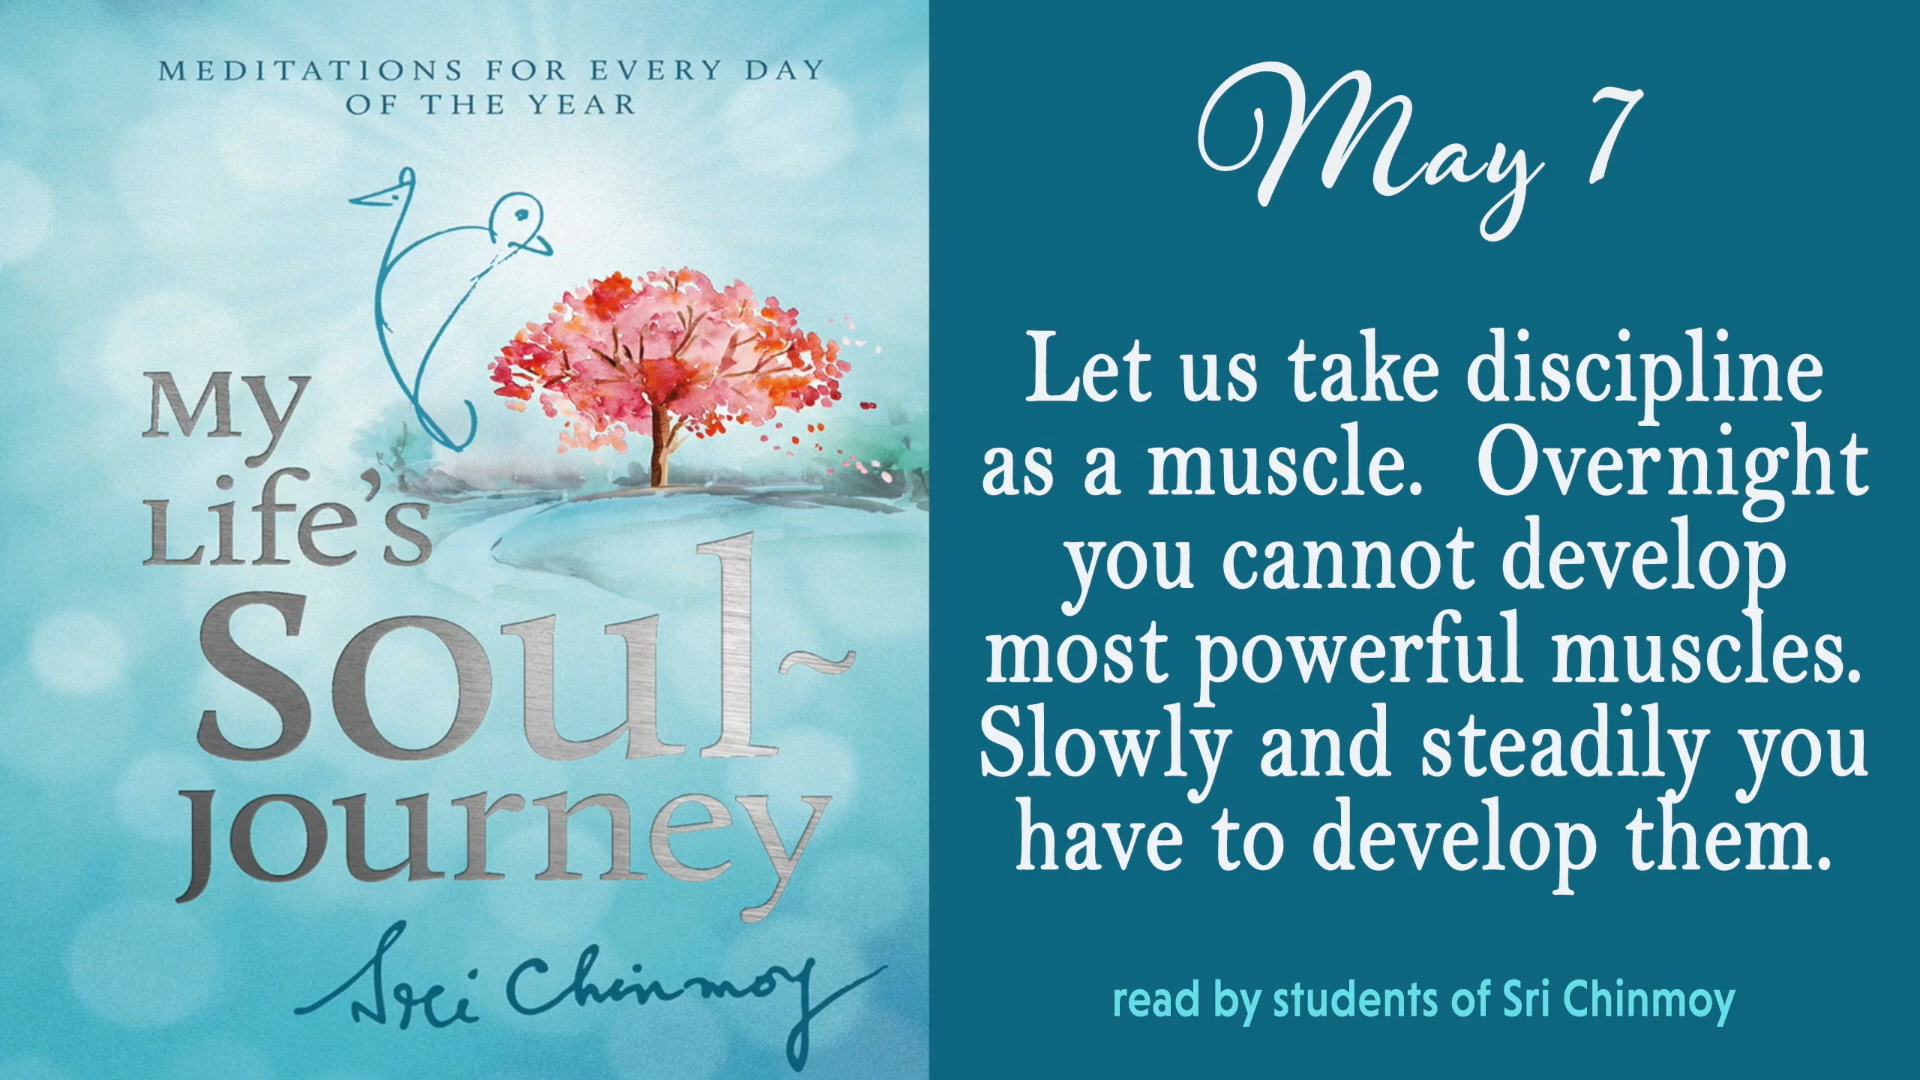 MEDITATIONS FOR EVERY DAY
OF THE YEAR
My
Life's
Soul-
Journey
Sri Chinmoy
May 7
Let us take discipline
as a muscle. Overnight
you cannot develop
most powerful muscles.
Slowly and steadily you
have to develop them.
read by students of Sri Chinmoy